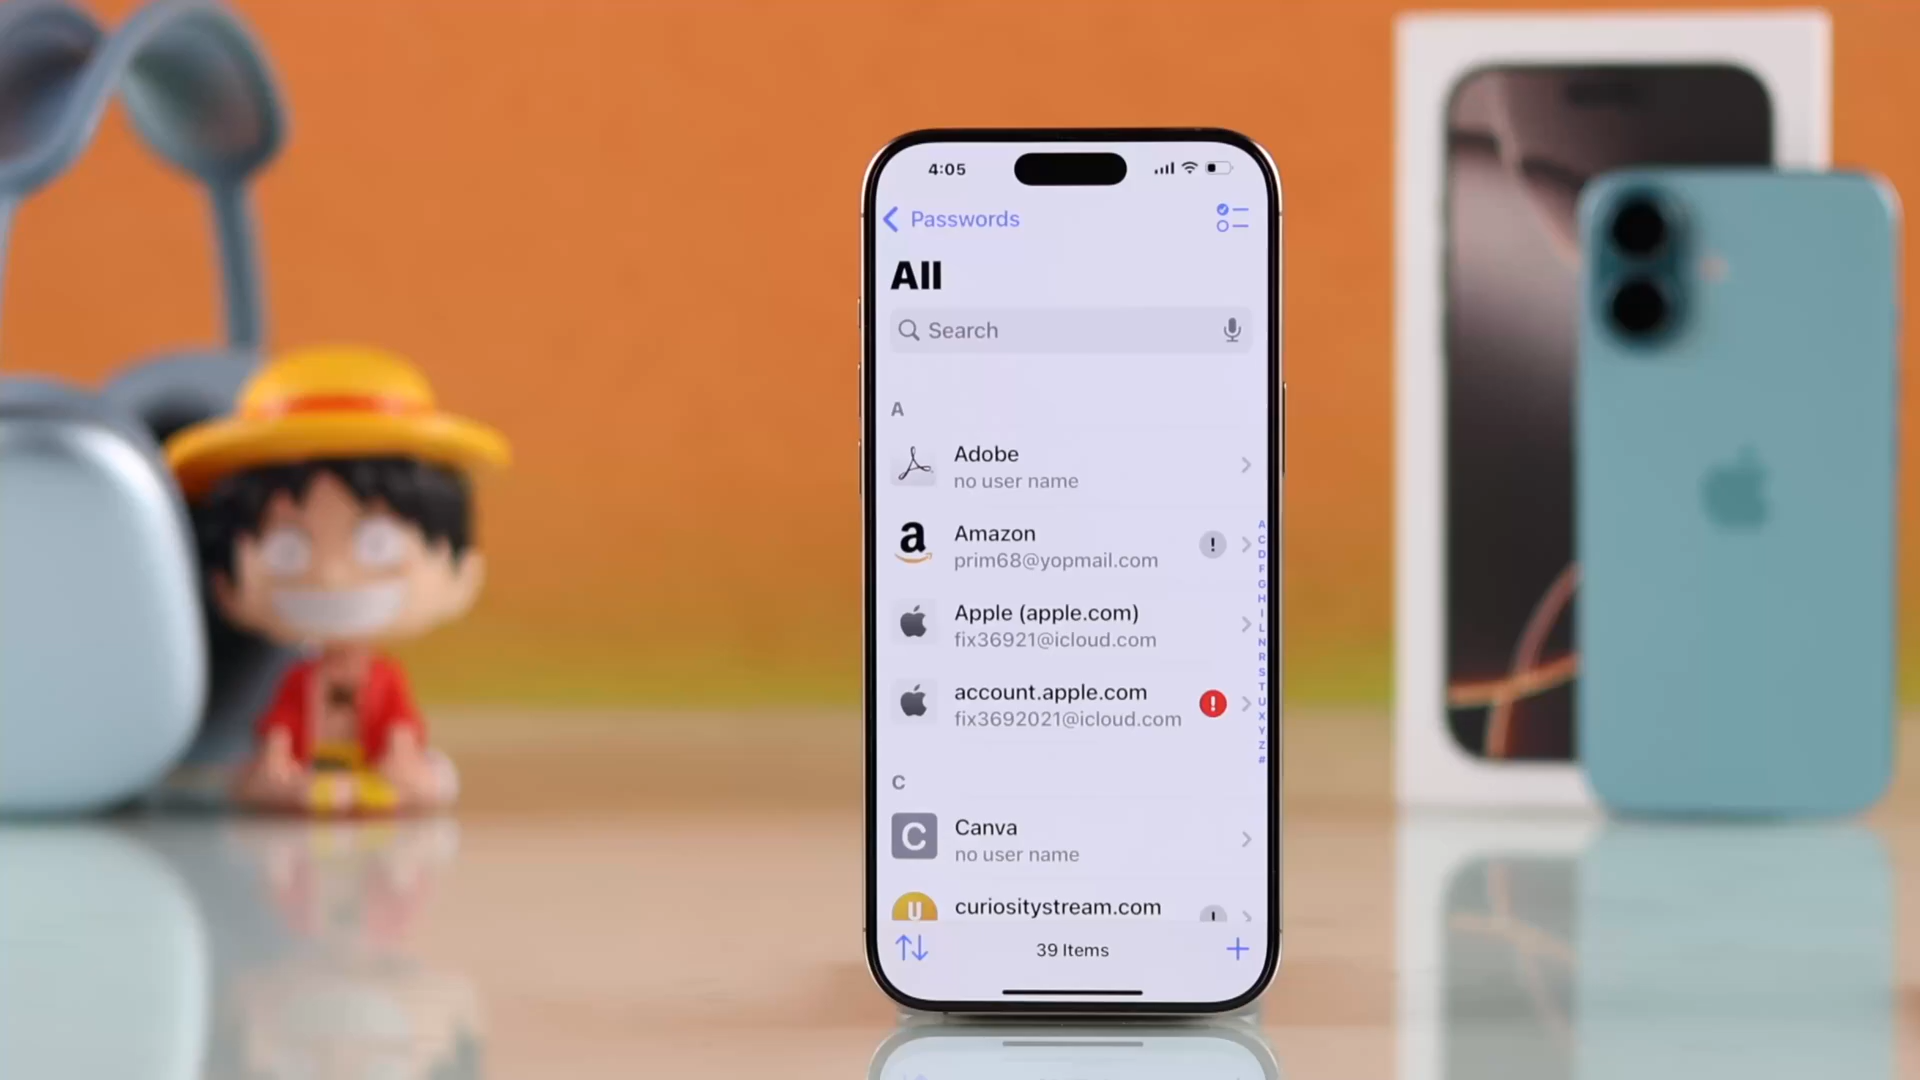 4:05
Passwords
All
Search
A
Adobe
no user name
Amazon
prim68@yopmail.com
!
Apple (apple.com)
fix36921@icloud.com
account.apple.com
fix3692021@icloud.com
!
C
C
Canva
no user name
U
curiositystream.com
39 Items
A
C
D
F
G
H
I
L
N
R
S
T
U
X
Y
Z
#